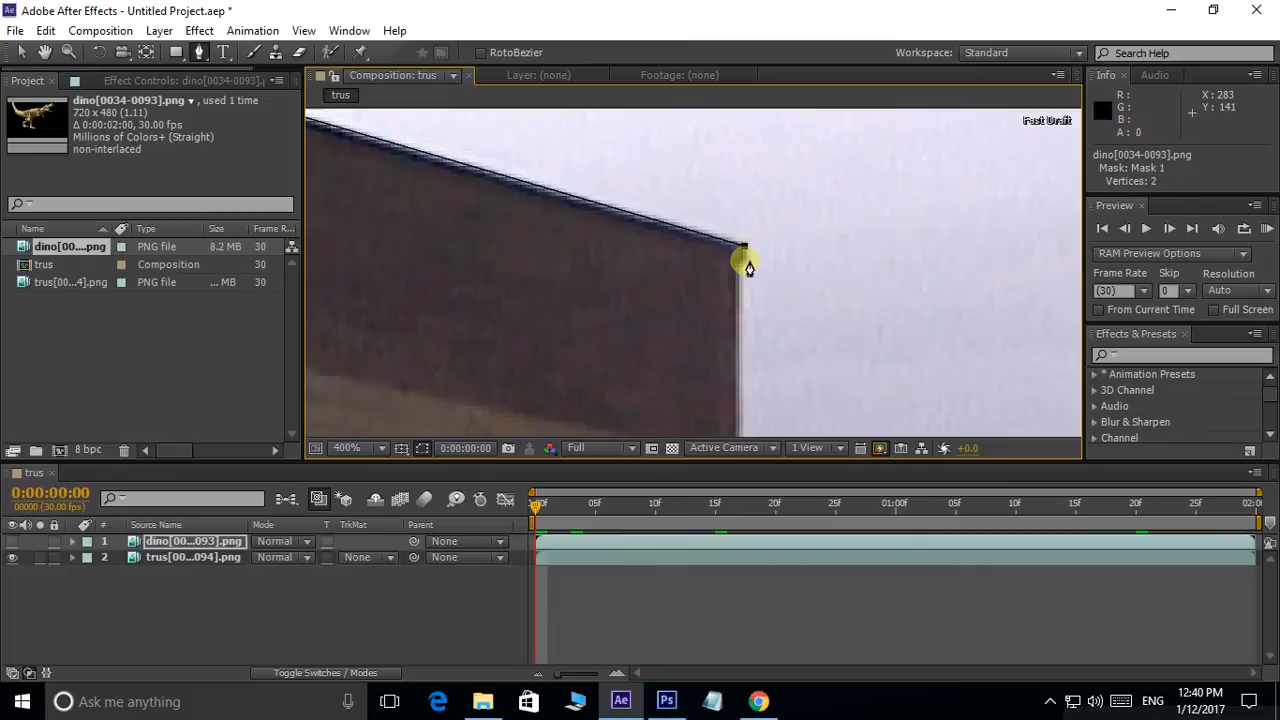 Adobe After Effects - Untitled Project.aep *
File Edit Composition Layer Effect Animation View Window Help
RotoBezier
Workspace: Standard
Search Help
Project
Effect Controls: dino[0034-0093].
dino[0034-0093].png , used 1 time
720 x 480 (1.11)
Δ 0:00:02:00, 30.00 fps
Millions of Colors+ (Straight)
non-interlaced
Name Type Size Frame R...
dino[00....png PNG file 8.2 MB 30
trus Composition 30
trus[00...4].png PNG file ... MB 30
8 bpc
Composition: trus
Layer: (none)
Footage: (none)
trus
Fast Draft
400%
0:00:00:00
Full
Active Camera
1 View
+0.0
Info
Audio
R :
G :
B :
A : 0
X : 283
Y : 141
dino[0034-0093].png
Mask: Mask 1
Vertices: 2
Preview
RAM Preview Options
Frame Rate Skip Resolution
(30) 0 Auto
From Current Time Full Screen
Effects & Presets
* Animation Presets
3D Channel
Audio
Blur & Sharpen
Channel
trus
0:00:00:00
00000 (30.00 fps)
# Source Name Mode T TrkMat Parent
1 dino[00...093].png Normal None
2 trus[00...094].png Normal None None
Toggle Switches / Modes
05f 10f 15f 20f 25f 01:00f 05f 10f 15f 20f 25f 02:0
Ask me anything
ENG
12:40 PM
1/12/2017